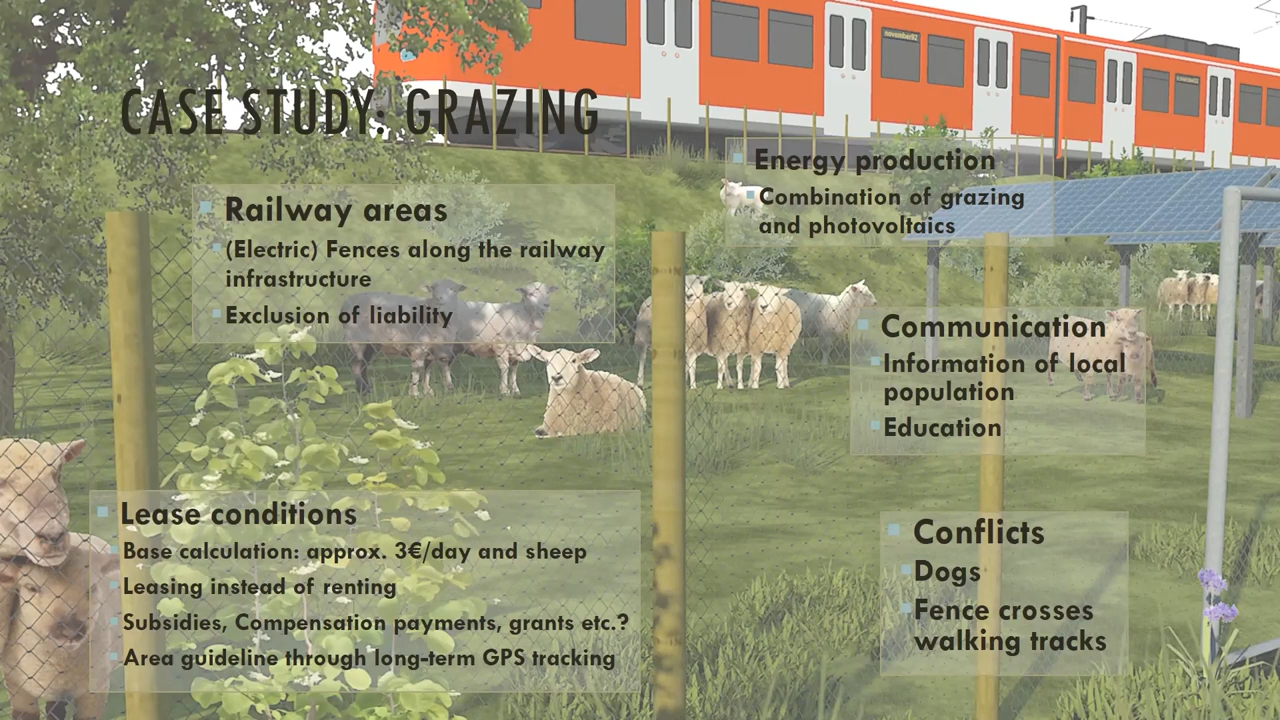 CASE STUDY: GRAZING
Railway areas
(Electric) Fences along the railway
infrastructure
Exclusion of liability
Energy production
Combination of grazing
and photovoltaics
Communication
Information of local
population
Education
Lease conditions
Base calculation: approx. 3€/day and sheep
Leasing instead of renting
Subsidies, Compensation payments, grants etc.?
Area guideline through long-term GPS tracking
Conflicts
Dogs
Fence crosses
walking tracks
november92